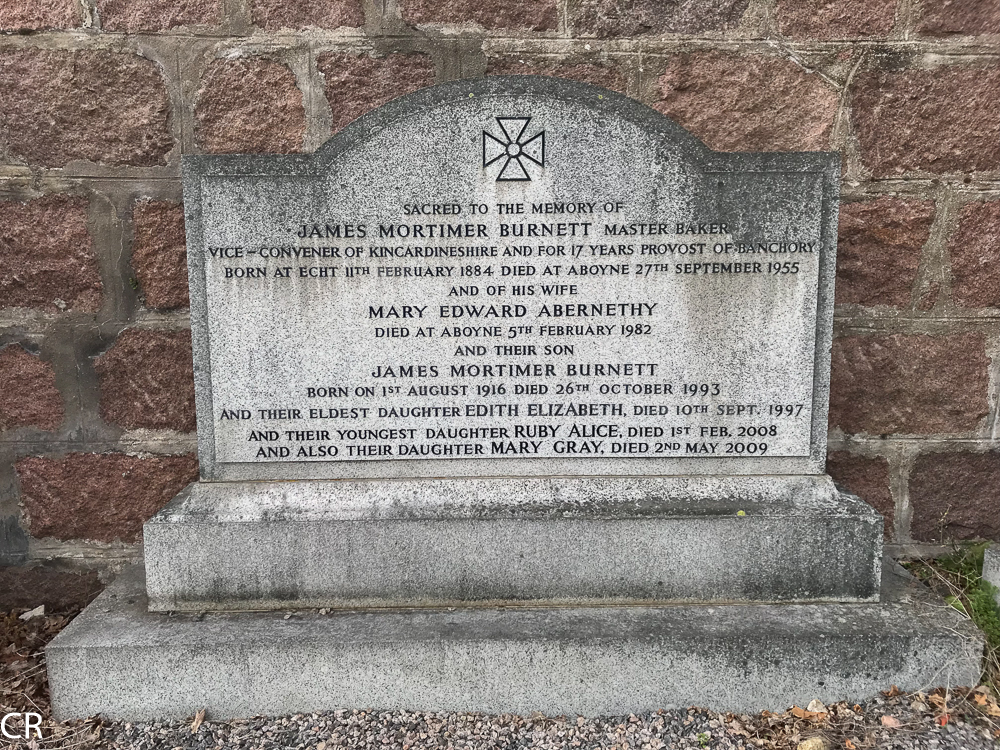 SACRED TO THE MEMORY OF
JAMES MORTIMER BURNETT MASTER BAKER
VICE – CONVENER OF KINCARDINESHIRE AND FOR 17 YEARS PROVOST OF BANCHORY
BORN AT ECHT 11TH FEBRUARY 1884 DIED AT ABOYNE 27TH SEPTEMBER 1955
AND OF HIS WIFE
MARY EDWARD ABERNETHY
DIED AT ABOYNE 5TH FEBRUARY 1982
AND THEIR SON
JAMES MORTIMER BURNETT
BORN ON 1ST AUGUST 1916 DIED 26TH OCTOBER 1993
AND THEIR ELDEST DAUGHTER EDITH ELIZABETH, DIED 10TH SEPT. 1997
AND THEIR YOUNGEST DAUGHTER RUBY ALICE, DIED 1ST FEB. 2008
AND ALSO THEIR DAUGHTER MARY GRAY, DIED 2ND MAY 2009
CR